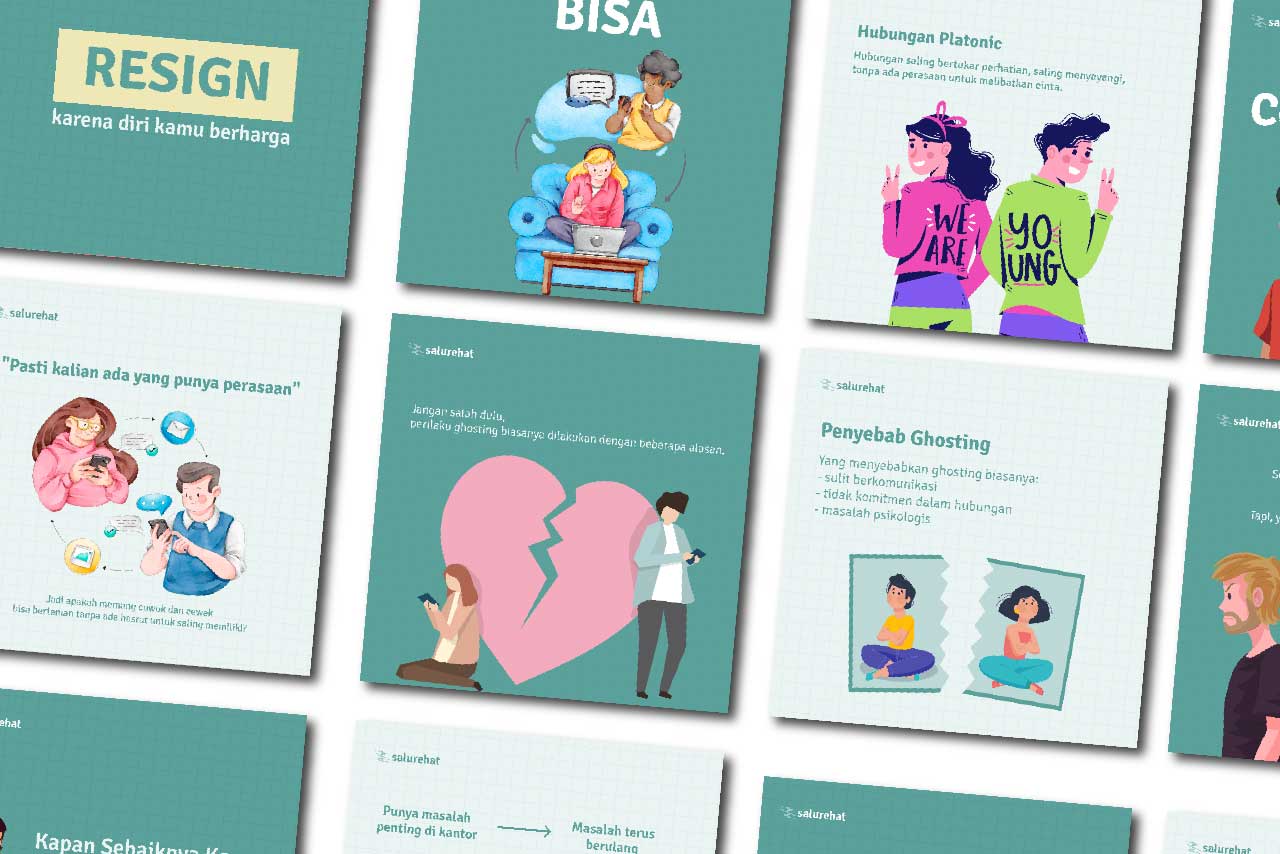 RESIGN
karena diri kamu berharga
BISA
Hubungan Platonic
Hubungan saling bertukar perhatian, saling menyayangi,
tanpa ada perasaan untuk melibatkan cinta.
WE
ARE
YO
UNG
salurehat
"Pasti kalian ada yang punya perasaan"
Jadi apakah memang cowok dan cewek
bisa berteman tanpa ada hasrat untuk saling memiliki?
salurehat
Jangan salah dulu,
perilaku ghosting biasanya dilakukan dengan beberapa alasan.
salurehat
Penyebab Ghosting
Yang menyebabkan ghosting biasanya:
- sulit berkomunikasi
- tidak komitmen dalam hubungan
- masalah psikologis
salurehat
Tapi,
Kapan Sebaiknya
salurehat
Punya masalah
penting di kantor
Masalah terus
berulang
salurehat
salurehat